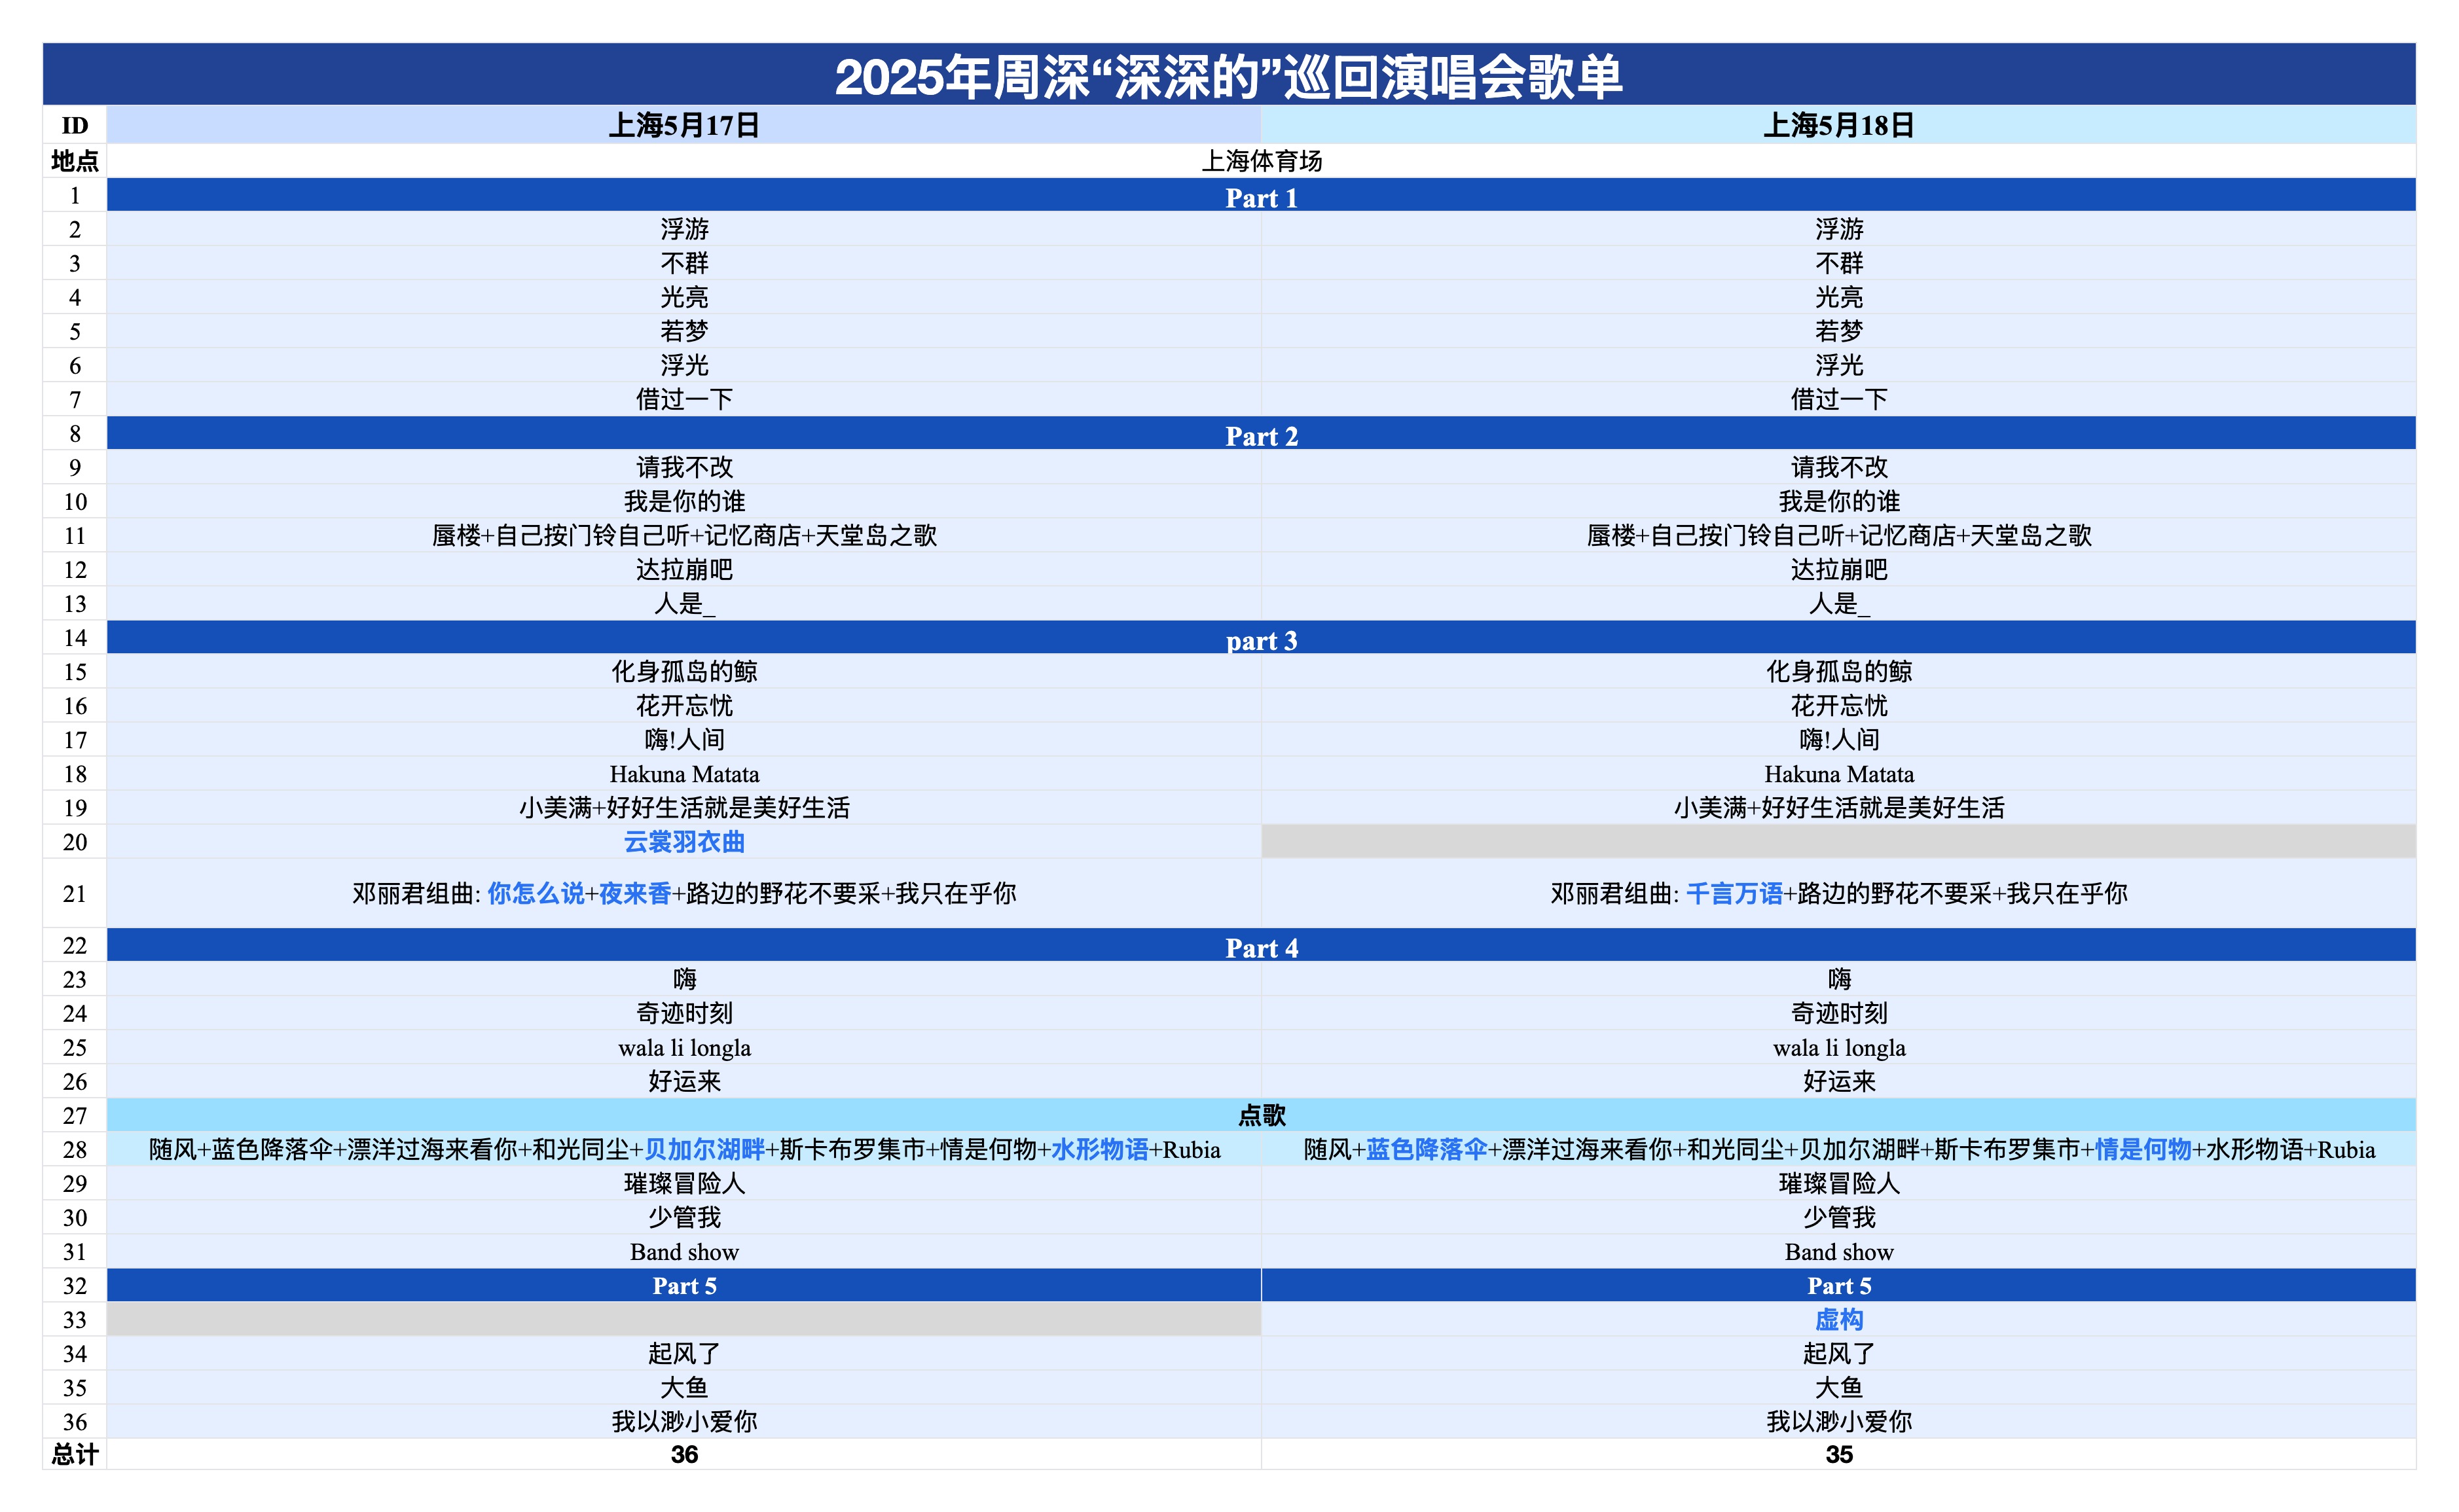 2025年周深“深深的”巡回演唱会歌单
ID 上海5月17日 上海5月18日
地点 上海体育场
1 Part 1
2 浮游 浮游
3 不群 不群
4 光亮 光亮
5 若梦 若梦
6 浮光 浮光
7 借过一下 借过一下
8 Part 2
9 请我不改 请我不改
10 我是你的谁 我是你的谁
11 蜃楼+自己按门铃自己听+记忆商店+天堂岛之歌 蜃楼+自己按门铃自己听+记忆商店+天堂岛之歌
12 达拉崩吧 达拉崩吧
13 人是_ 人是_
14 part 3
15 化身孤岛的鲸 化身孤岛的鲸
16 花开忘忧 花开忘忧
17 嗨!人间 嗨!人间
18 Hakuna Matata Hakuna Matata
19 小美满+好好生活就是美好生活 小美满+好好生活就是美好生活
20 云裳羽衣曲
21 邓丽君组曲: 你怎么说+夜来香+路边的野花不要采+我只在乎你 邓丽君组曲: 千言万语+路边的野花不要采+我只在乎你
22 Part 4
23 嗨 嗨
24 奇迹时刻 奇迹时刻
25 wala li longla wala li longla
26 好运来 好运来
27 点歌
28 随风+蓝色降落伞+漂洋过海来看你+和光同尘+贝加尔湖畔+斯卡布罗集市+情是何物+水形物语+Rubia 随风+蓝色降落伞+漂洋过海来看你+和光同尘+贝加尔湖畔+斯卡布罗集市+情是何物+水形物语+Rubia
29 璀璨冒险人 璀璨冒险人
30 少管我 少管我
31 Band show Band show
32 Part 5 Part 5
33 虚构
34 起风了 起风了
35 大鱼 大鱼
36 我以渺小爱你 我以渺小爱你
总计 36 35